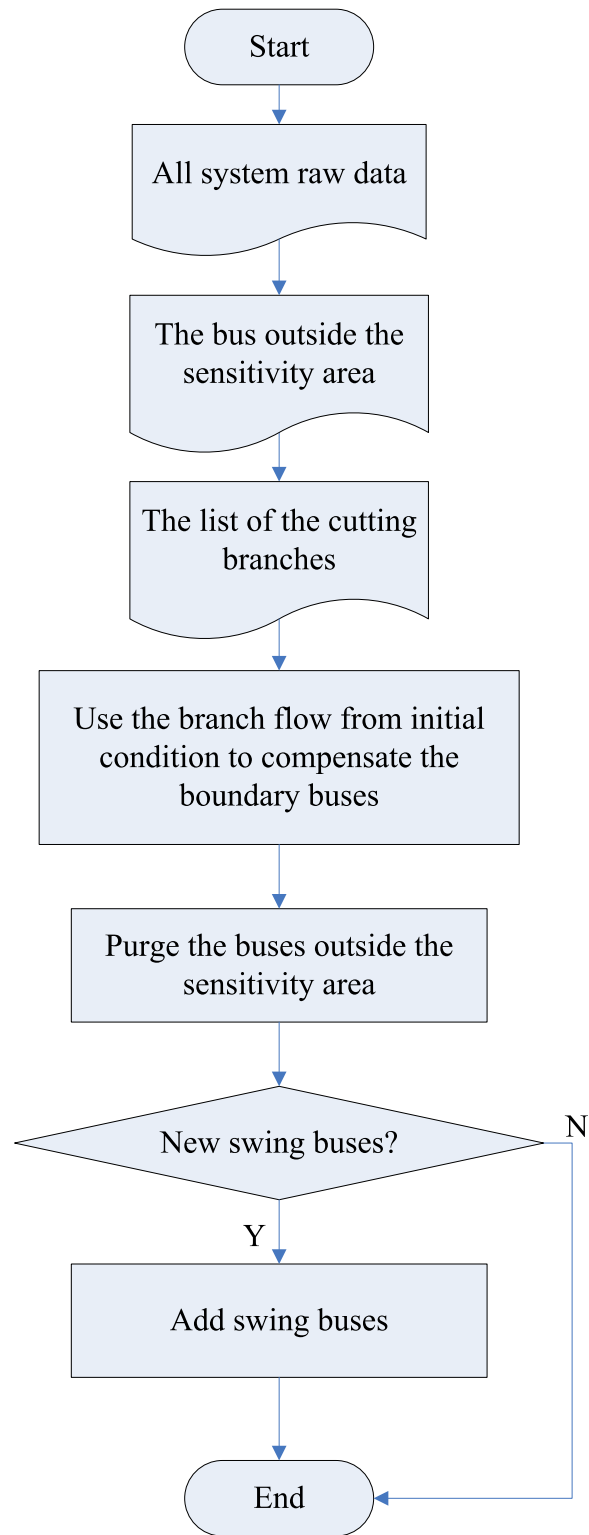 Start
All system raw data
The bus outside the
sensitivity area
The list of the cutting
branches
Use the branch flow from initial
condition to compensate the
boundary buses
Purge the buses outside the
sensitivity area
New swing buses?
N
Y
Add swing buses
End